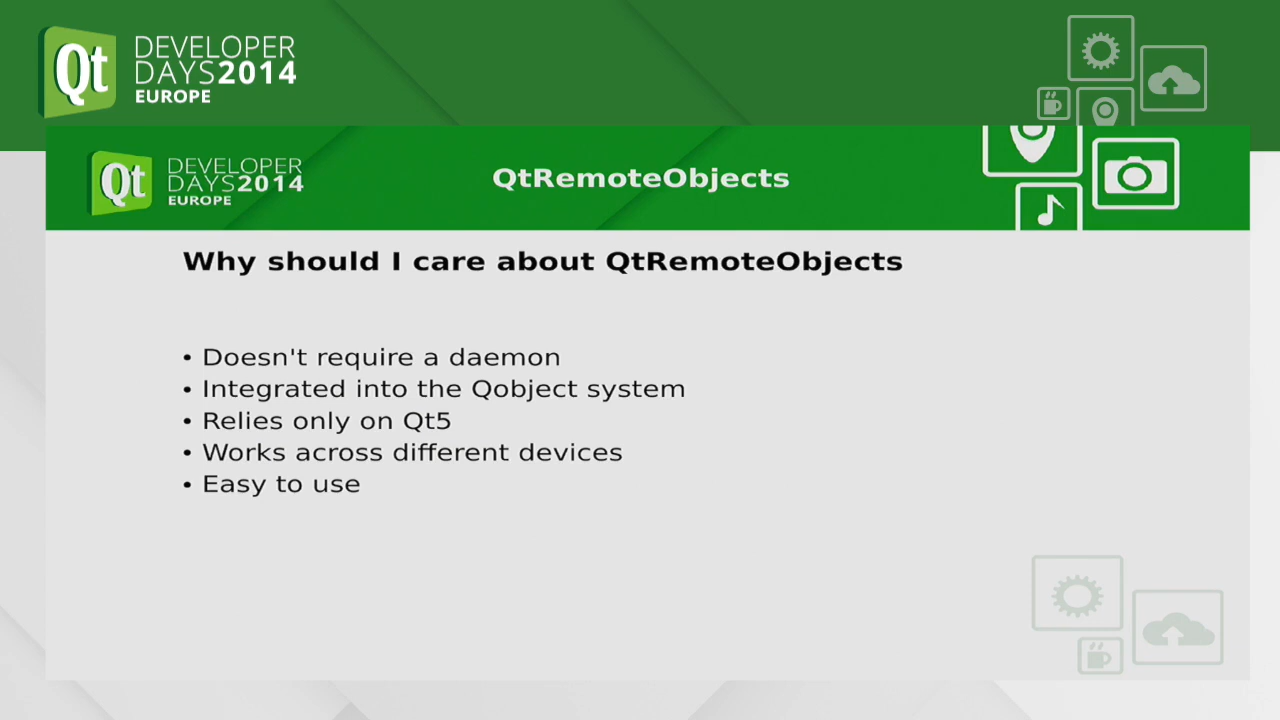 Qt DEVELOPER
DAYS2014
EUROPE
Qt DEVELOPER
DAYS2014
EUROPE
QtRemoteObjects
Why should I care about QtRemoteObjects
• Doesn't require a daemon
• Integrated into the Qobject system
• Relies only on Qt5
• Works across different devices
• Easy to use